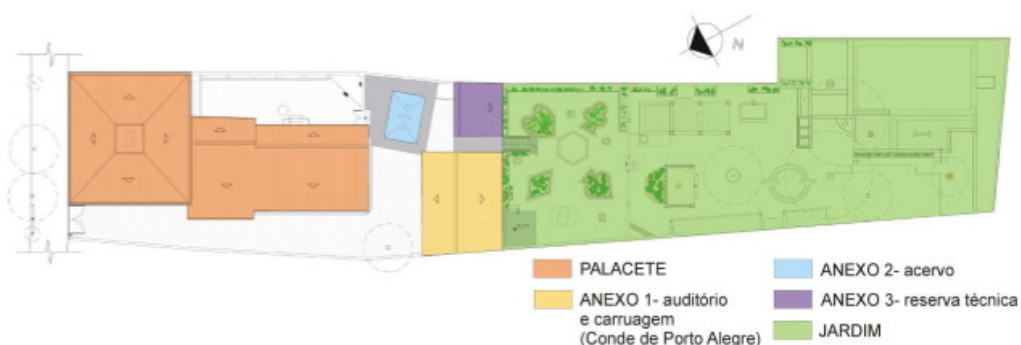 N
PALACETE
ANEXO 1- auditório
e carruagem
(Conde de Porto Alegre)
ANEXO 2- acervo
ANEXO 3- reserva técnica
JARDIM